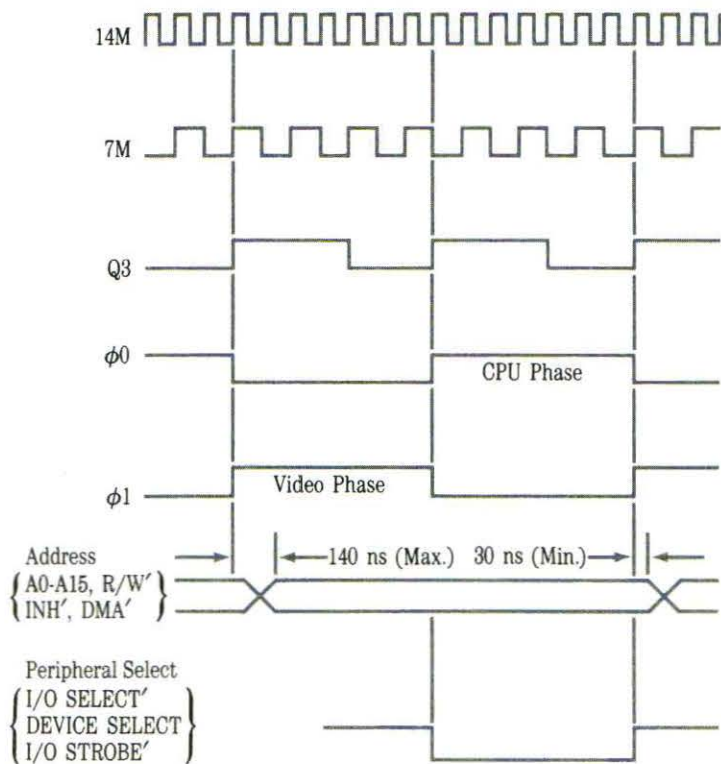 14M
7M
Q3
ϕ0
CPU Phase
ϕ1
Video Phase
Address
140 ns (Max.) 30 ns (Min.)
A0-A15, R/W′
INH′, DMA′
Peripheral Select
I/O SELECT′
DEVICE SELECT
I/O STROBE′